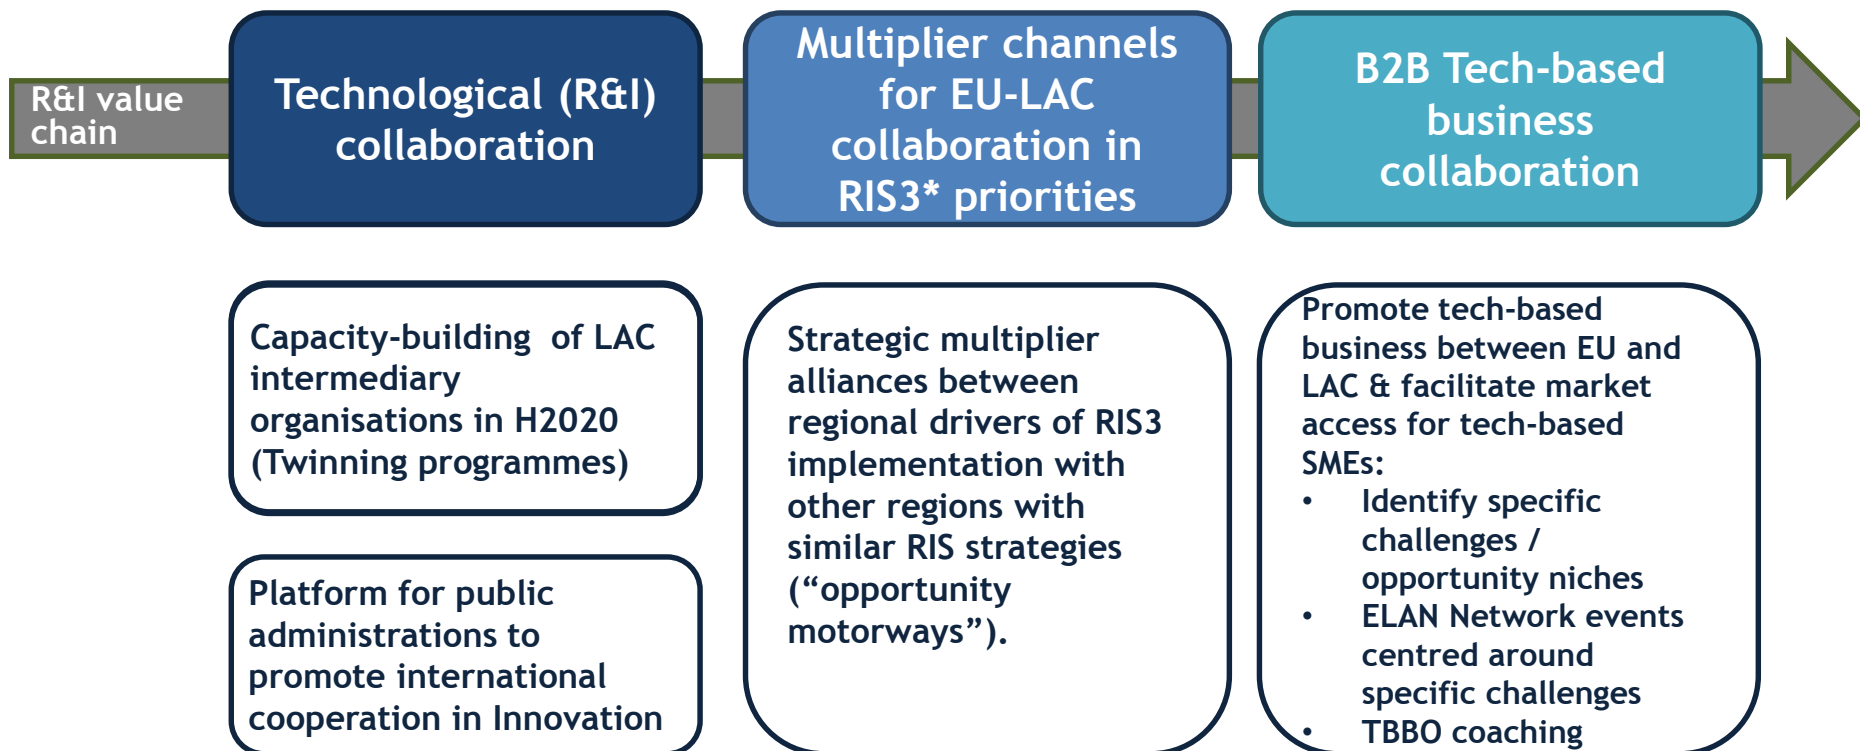 R&I value
chain
Technological (R&I)
collaboration
Multiplier channels
for EU-LAC
collaboration in
RIS3* priorities
B2B Tech-based
business
collaboration
Capacity-building  of LAC
intermediary
organisations in H2020
(Twinning programmes)
Platform for public
administrations to
promote international
cooperation in Innovation
Strategic multiplier
alliances between
regional drivers of RIS3
implementation with
other regions with
similar RIS strategies
(“opportunity
motorways”).
Promote tech-based
business between EU and
LAC & facilitate market
access for tech-based
SMEs:
• Identify specific
challenges /
opportunity niches
• ELAN Network events
centred around
specific challenges
• TBBO coaching